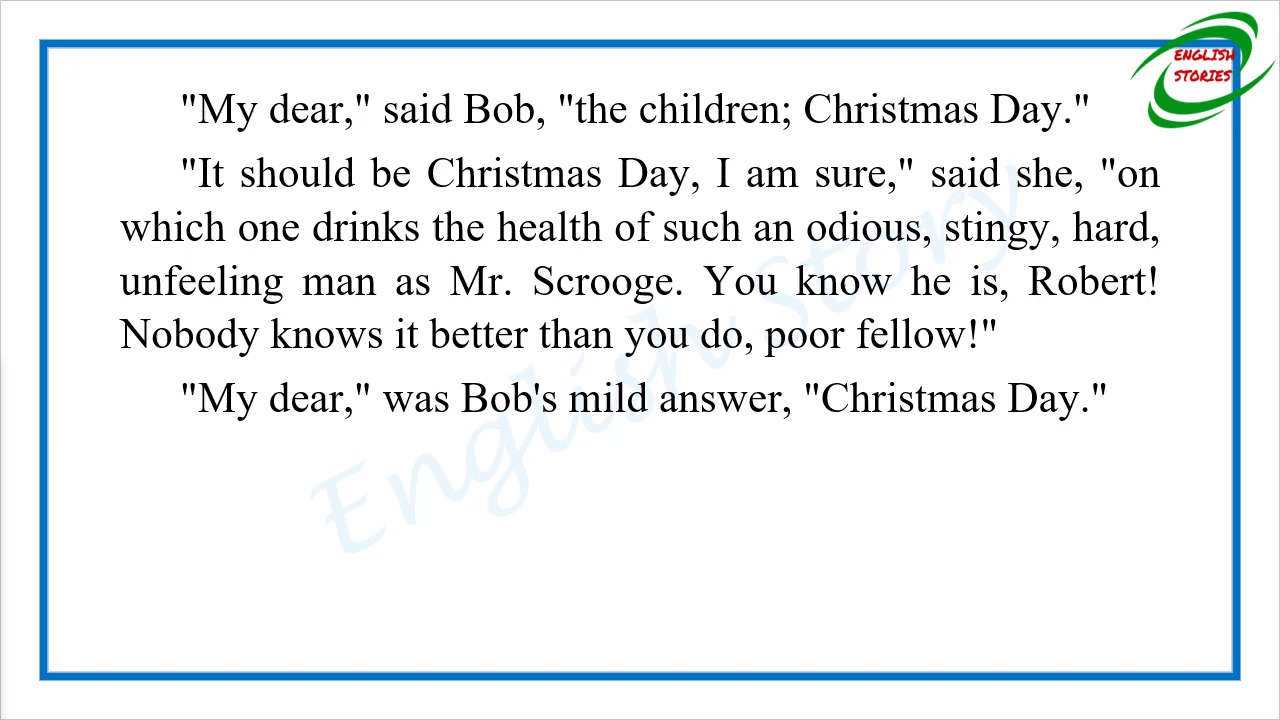 ENGLISH
STORIES
"My dear," said Bob, "the children; Christmas Day."
"It should be Christmas Day, I am sure," said she, "on
which one drinks the health of such an odious, stingy, hard,
unfeeling man as Mr. Scrooge. You know he is, Robert!
Nobody knows it better than you do, poor fellow!"
"My dear," was Bob's mild answer, "Christmas Day."
English Story